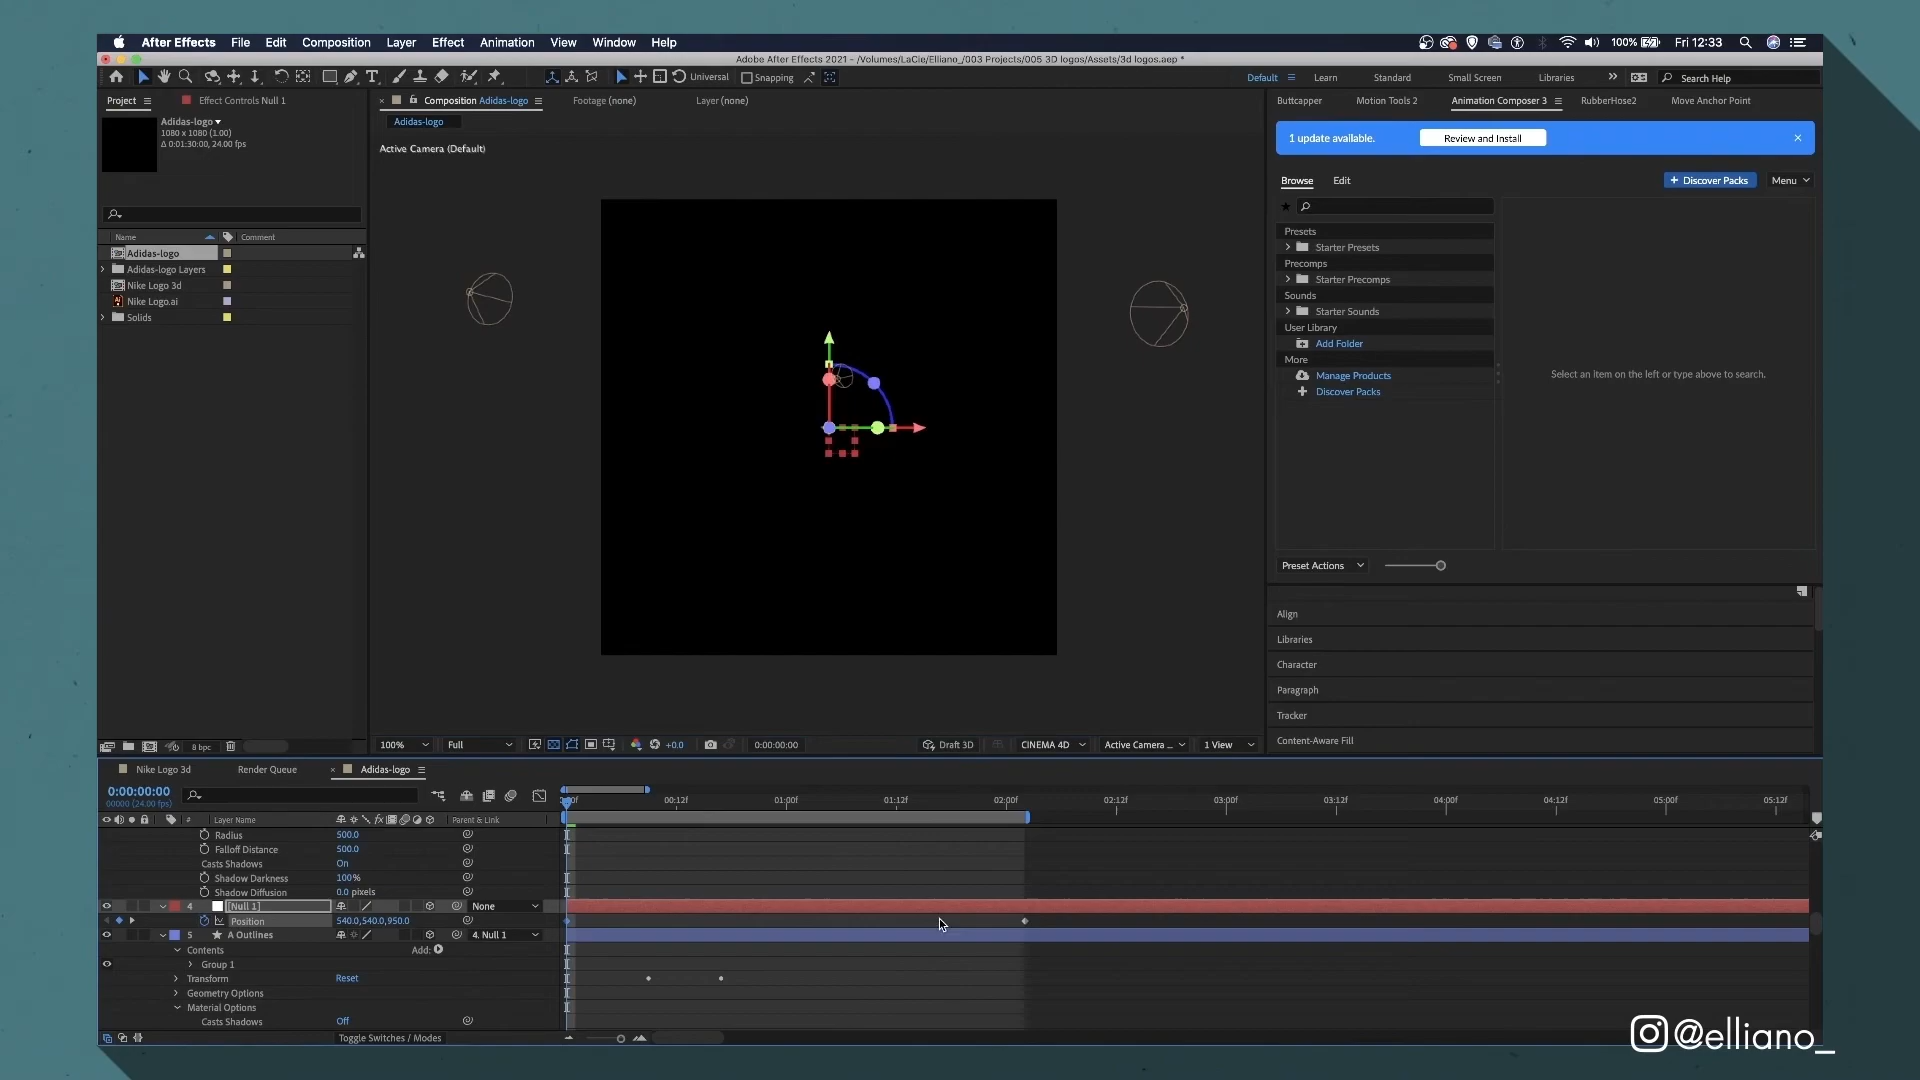 After Effects File Edit Composition Layer Effect Animation View Window Help 100% Fri 12:33
Adobe After Effects 2021 - /Volumes/LaCie/Elliano_/003 Projects/005 3D logos/Assets/3d logos.aep *
Universal Snapping Default Learn Standard Small Screen Libraries Search Help
Project Effect Controls Null 1 Composition Adidas-logo Footage (none) Layer (none) Buttcapper Motion Tools 2 Animation Composer 3 RubberHose2 Move Anchor Point
Adidas-logo
1080 x 1080 (1.00)
Δ 0:01:30:00, 24.00 fps
Adidas-logo
Active Camera (Default)
1 update available. Review and Install
Browse Edit Discover Packs Menu
Name Comment
Adidas-logo
Adidas-logo Layers
Nike Logo 3d
Nike Logo.ai
Solids
Presets
Starter Presets
Precomps
Starter Precomps
Sounds
Starter Sounds
User Library
Add Folder
More
Manage Products
Discover Packs
Select an item on the left or type above to search.
Preset Actions
Align
Libraries
Character
Paragraph
Tracker
Content-Aware Fill
8 bpc 100% Full +0.0 0:00:00:00 Draft 3D CINEMA 4D Active Camera ... 1 View
Nike Logo 3d Render Queue Adidas-logo
0:00:00:00
00000 (24.00 fps)
00:12f 01:00f 01:12f 02:00f 02:12f 03:00f 03:12f 04:00f 04:12f 05:00f 05:12f
# Layer Name Parent & Link
Radius 500.0
Falloff Distance 500.0
Casts Shadows On
Shadow Darkness 100%
Shadow Diffusion 0.0 pixels
4 [Null 1] None
Position 540.0,540.0,950.0
5 A Outlines 4. Null 1
Contents Add:
Group 1
Transform Reset
Geometry Options
Material Options
Casts Shadows Off
Toggle Switches / Modes
@elliano_